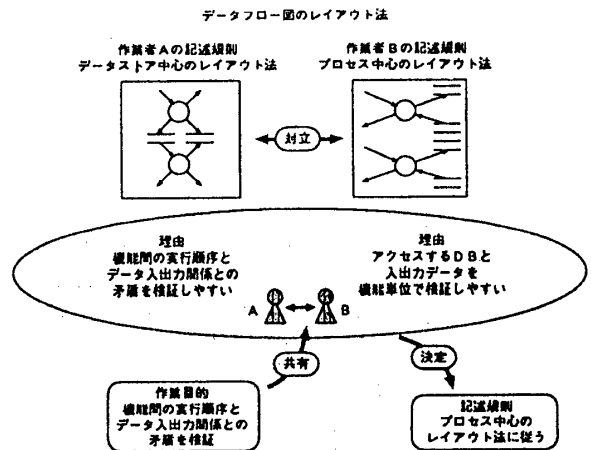 データフロー図のレイアウト法
作業者Aの記述規則
データストア中心のレイアウト法
作業者Bの記述規則
プロセス中心のレイアウト法
対立
理由
機能間の実行順序と
データ入出力関係との
矛盾を検証しやすい
理由
アクセスするDBと
入出力データを
機能単位で検証しやすい
A
B
共有
決定
作業目的
機能間の実行順序と
データ入出力関係との
矛盾を検証
記述規則
プロセス中心の
レイアウト法に従う